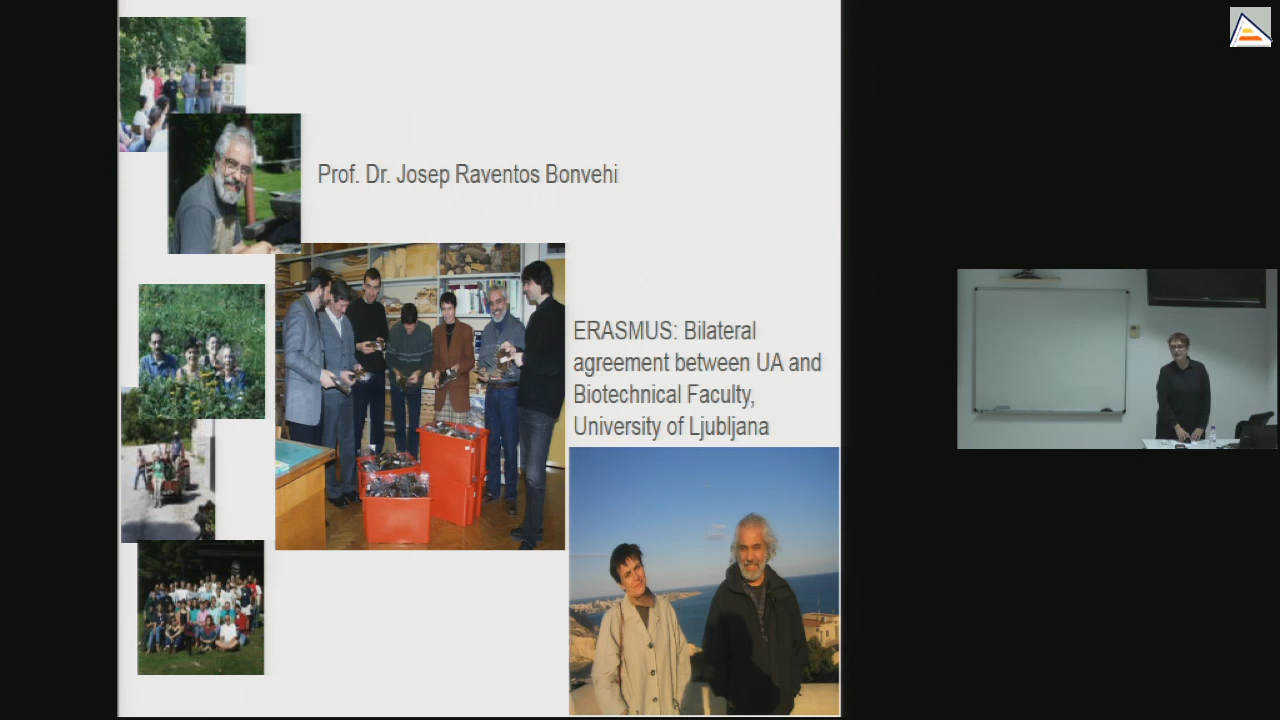 Prof. Dr. Josep Raventos Bonvehi
ERASMUS: Bilateral
agreement between UA and
Biotechnical Faculty,
University of Ljubljana